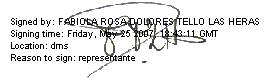 Signed by: FABIOLA ROSA DOLORES TELLO LAS HERAS
Signing time: Friday, May 25 2007, 18:43:11 GMT
Location: dms
Reason to sign: representante